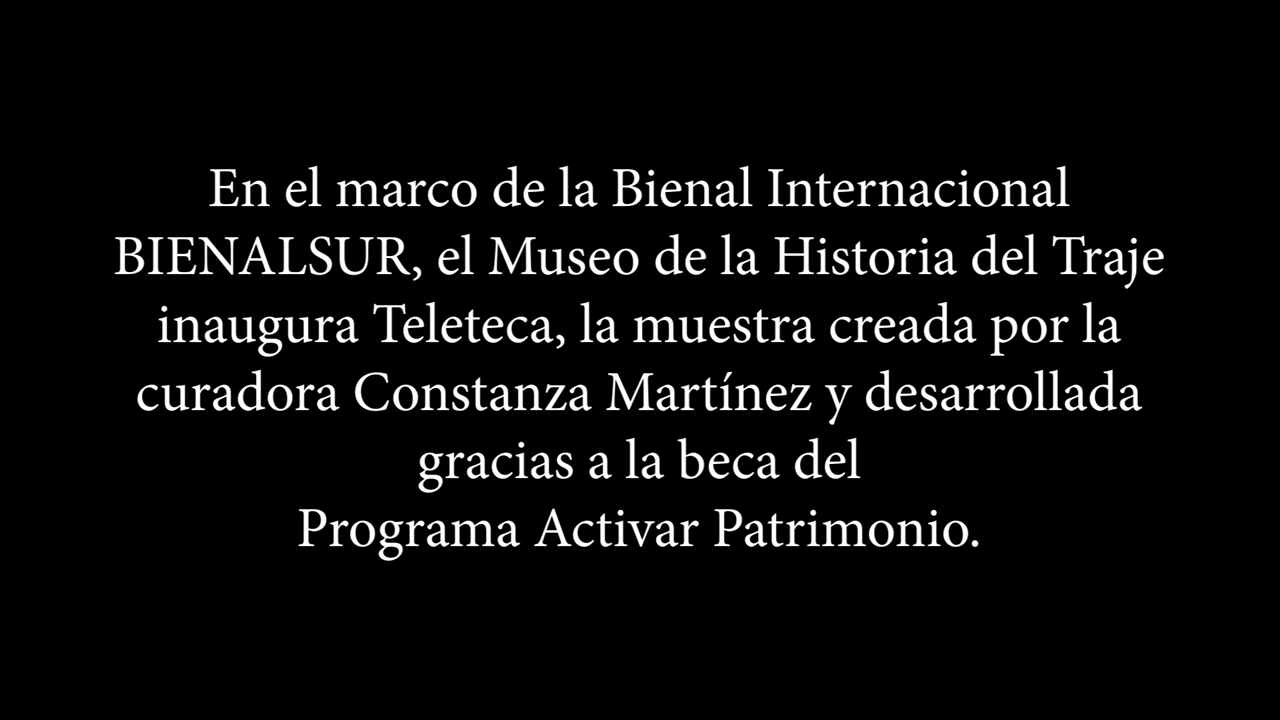 En el marco de la Bienal Internacional
BIENALSUR, el Museo de la Historia del Traje
inaugura Teleteca, la muestra creada por la
curadora Constanza Martínez y desarrollada
gracias a la beca del
Programa Activar Patrimonio.